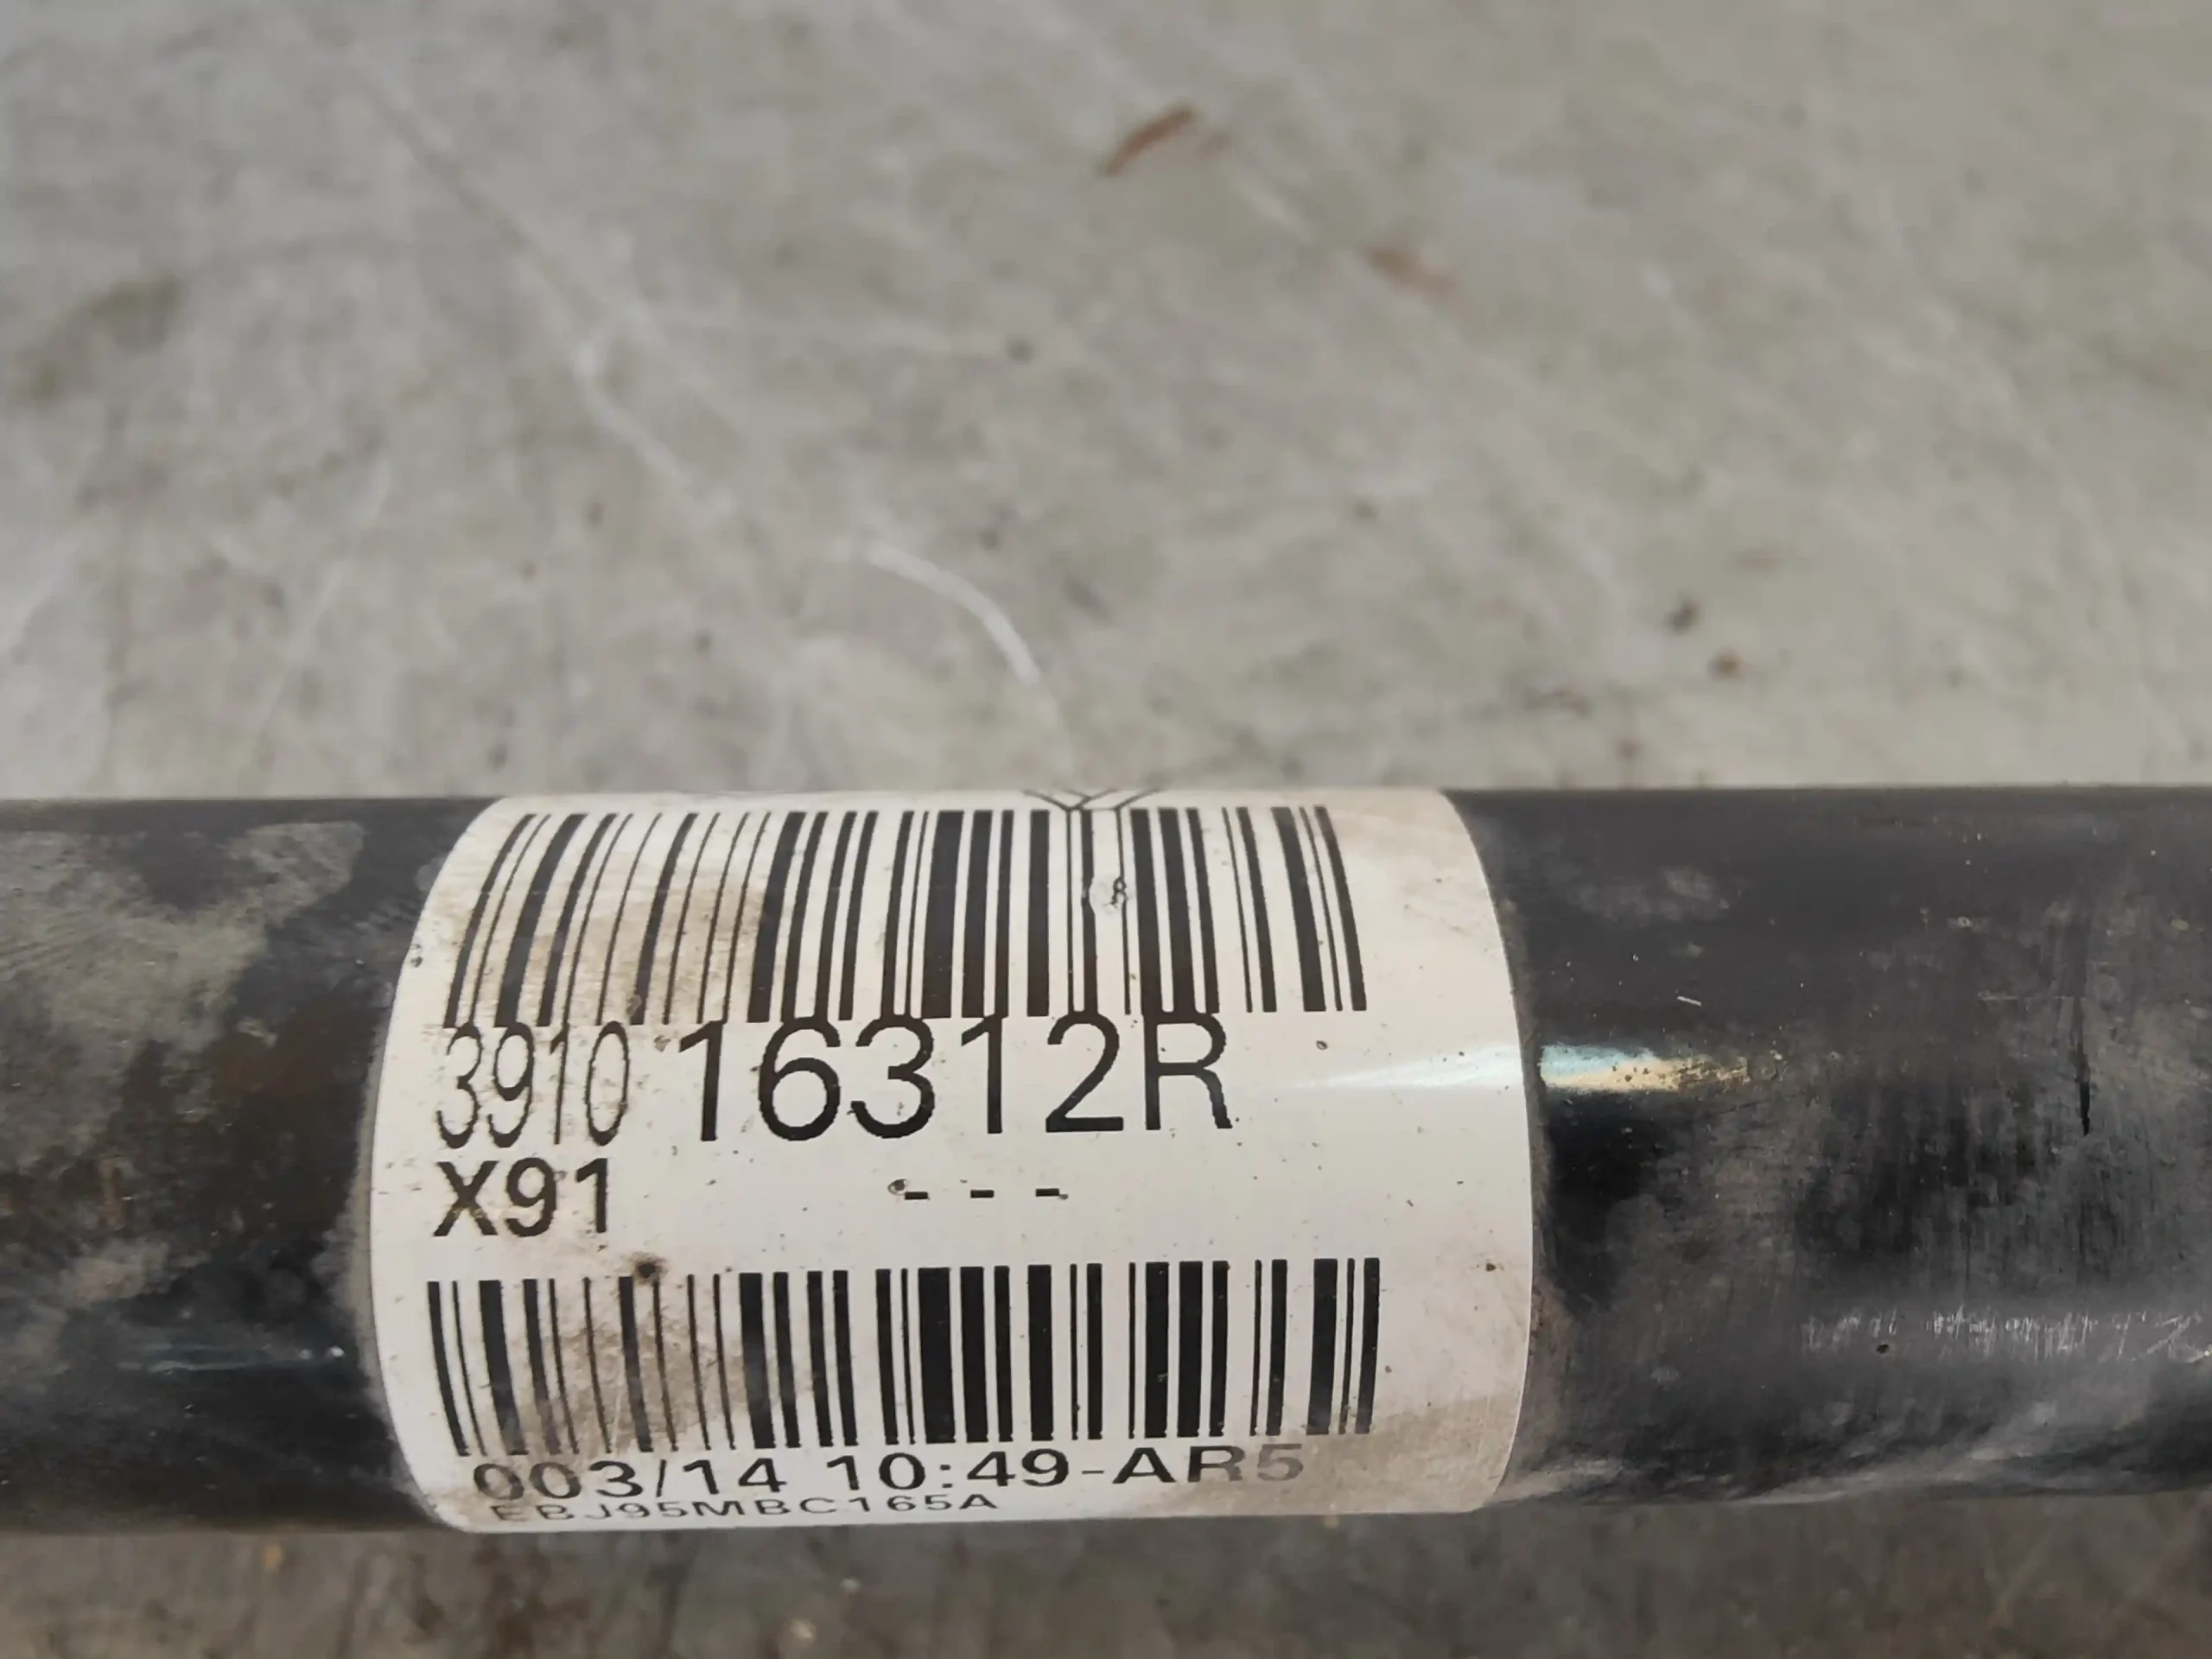 391016312R
X91 ---
003/14 10:49-AR5
EBJ95MBC165A